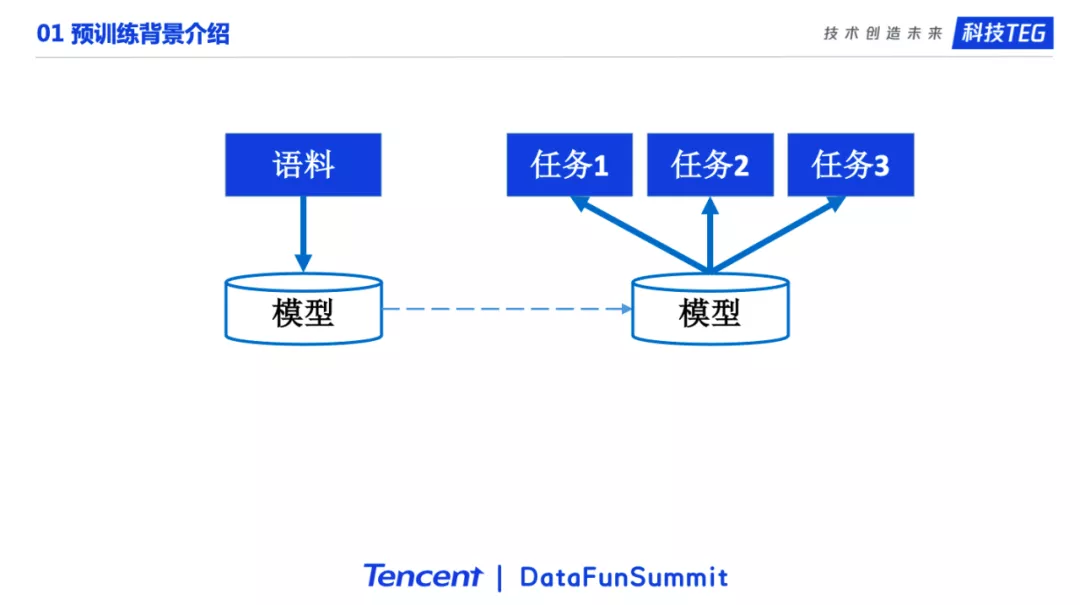 01 预训练背景介绍
技术创造未来 科技TEG
语料 任务1 任务2 任务3
模型 模型
Tencent | DataFunSummit